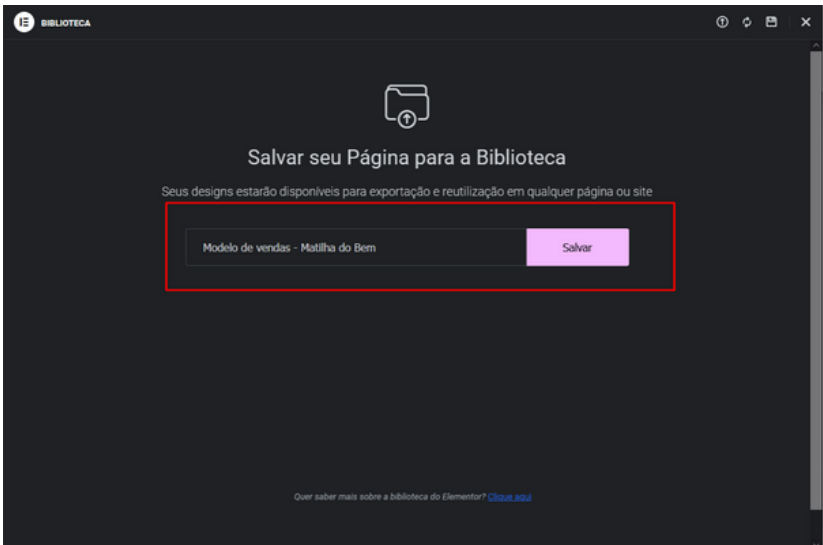 BIBLIOTECA
Salvar seu Página para a Biblioteca
Seus designs estarão disponíveis para exportação e reutilização em qualquer página ou site
Modelo de vendas - Matilha do Bem
Salvar
Quer saber mais sobre a biblioteca do Elementor? Clique aqui